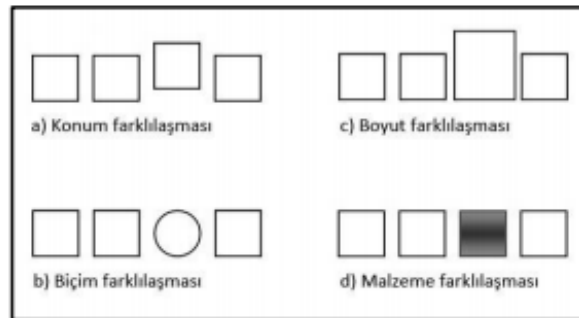 a) Konum farklılaşması
c) Boyut farklılaşması
b) Biçim farklılaşması
d) Malzeme farklılaşması